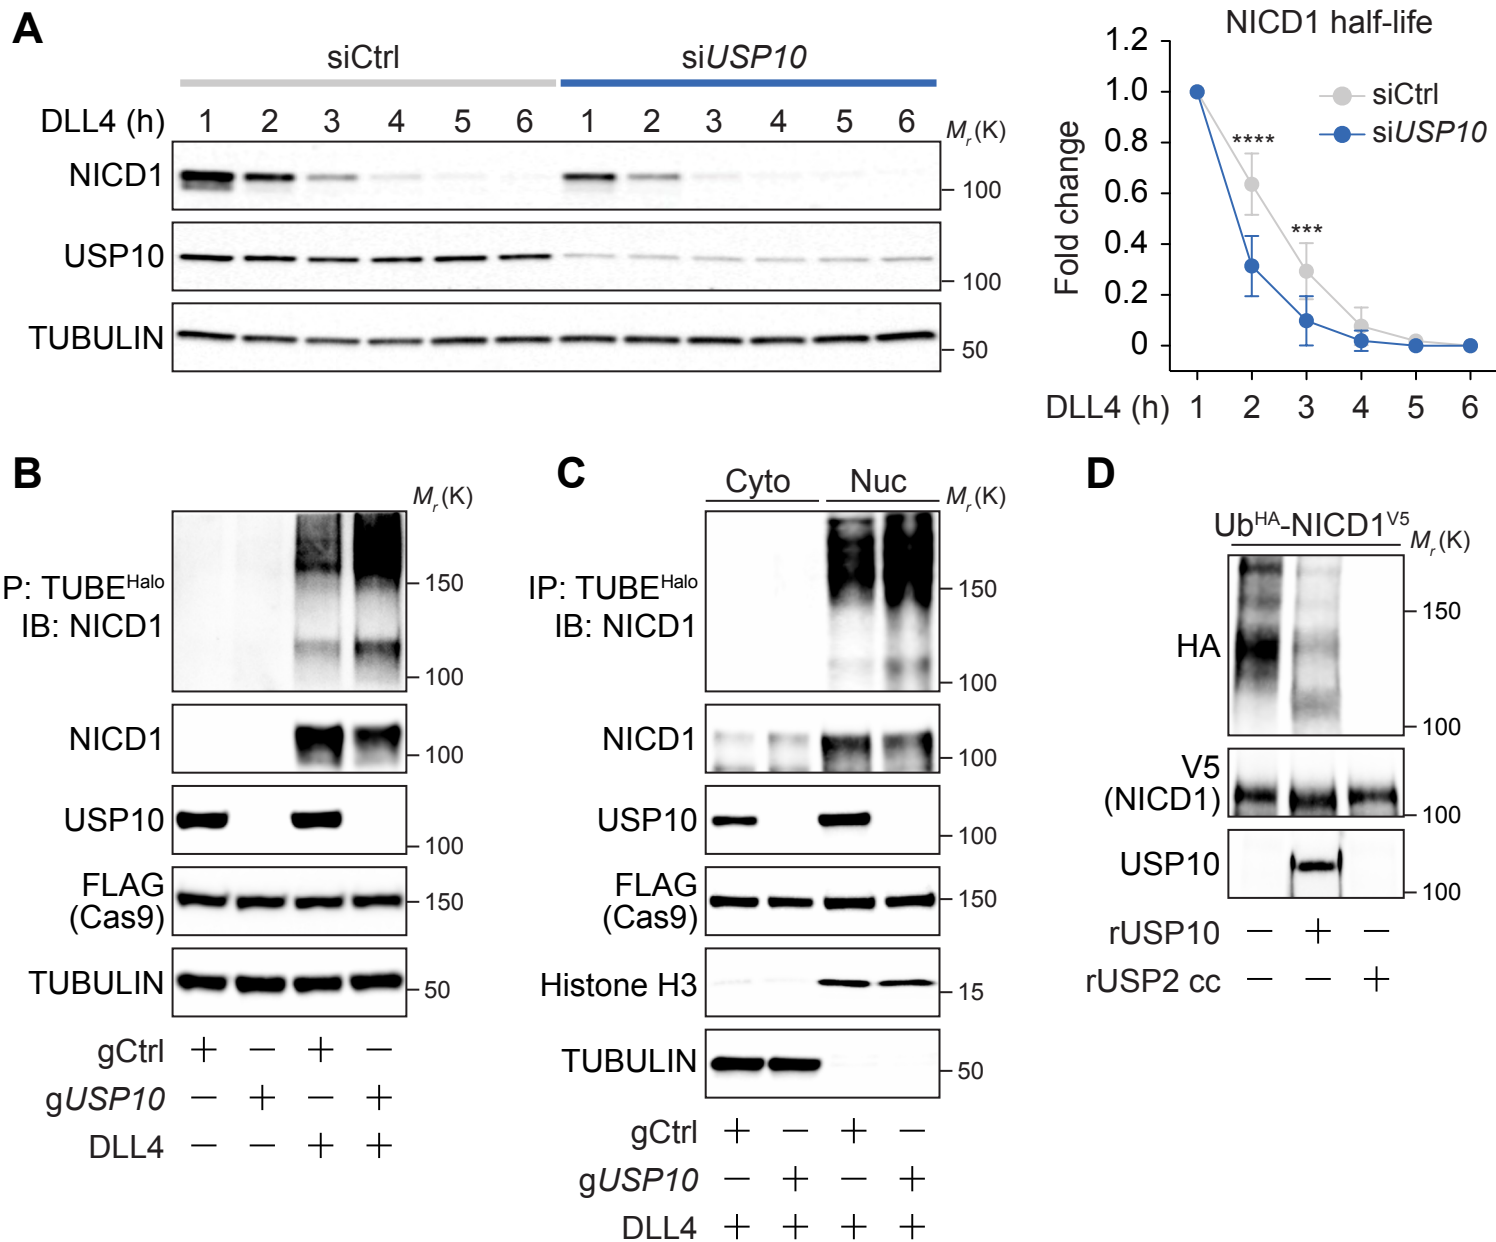 A
siCtrl
siUSP10
DLL4 (h) 1 2 3 4 5 6 1 2 3 4 5 6 Mr (K)
NICD1
100
USP10
100
TUBULIN
50
NICD1 half-life
1.2
1.0
0.8
0.6
0.4
0.2
0
Fold change
siCtrl
siUSP10
****
***
DLL4 (h) 1 2 3 4 5 6
B
Mr (K)
P: TUBEHalo
IB: NICD1
150
100
NICD1
100
USP10
100
FLAG
(Cas9)
150
TUBULIN
50
gCtrl + − + −
gUSP10 − + − +
DLL4 − − + +
C
Cyto Nuc
Mr (K)
IP: TUBEHalo
IB: NICD1
150
100
NICD1
100
USP10
100
FLAG
(Cas9)
150
Histone H3
15
TUBULIN
50
gCtrl + − + −
gUSP10 − + − +
DLL4 + + + +
D
UbHA-NICD1V5
Mr (K)
HA
150
100
V5
(NICD1)
100
USP10
100
rUSP10 − + −
rUSP2 cc − − +